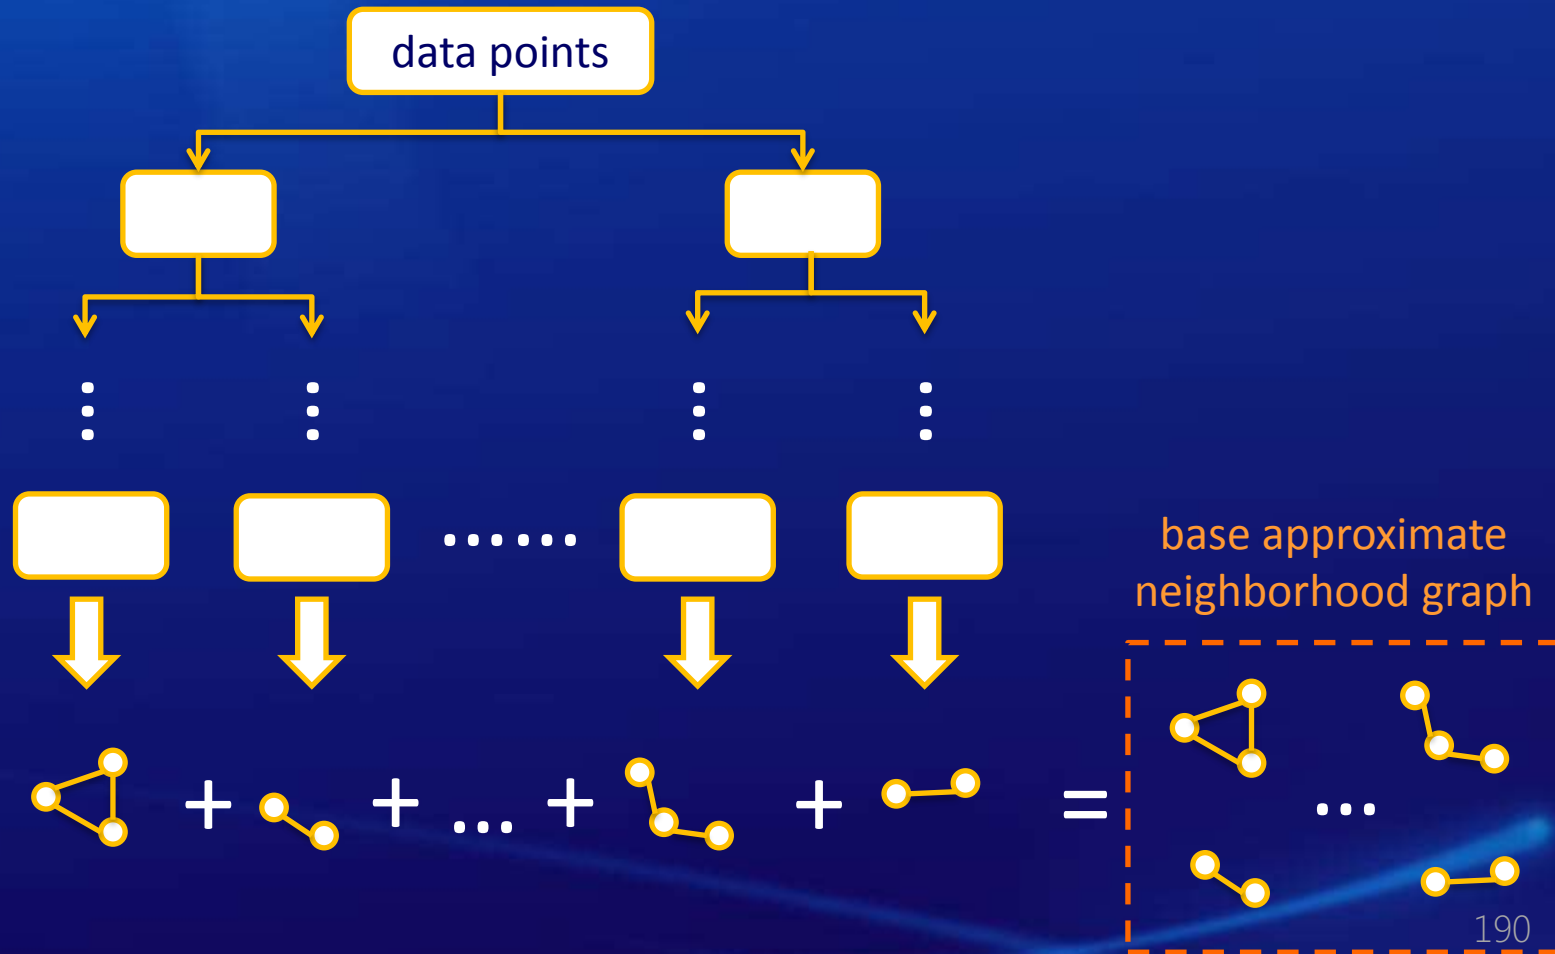 data points
base approximate
neighborhood graph
+ + ... + + = ...
190